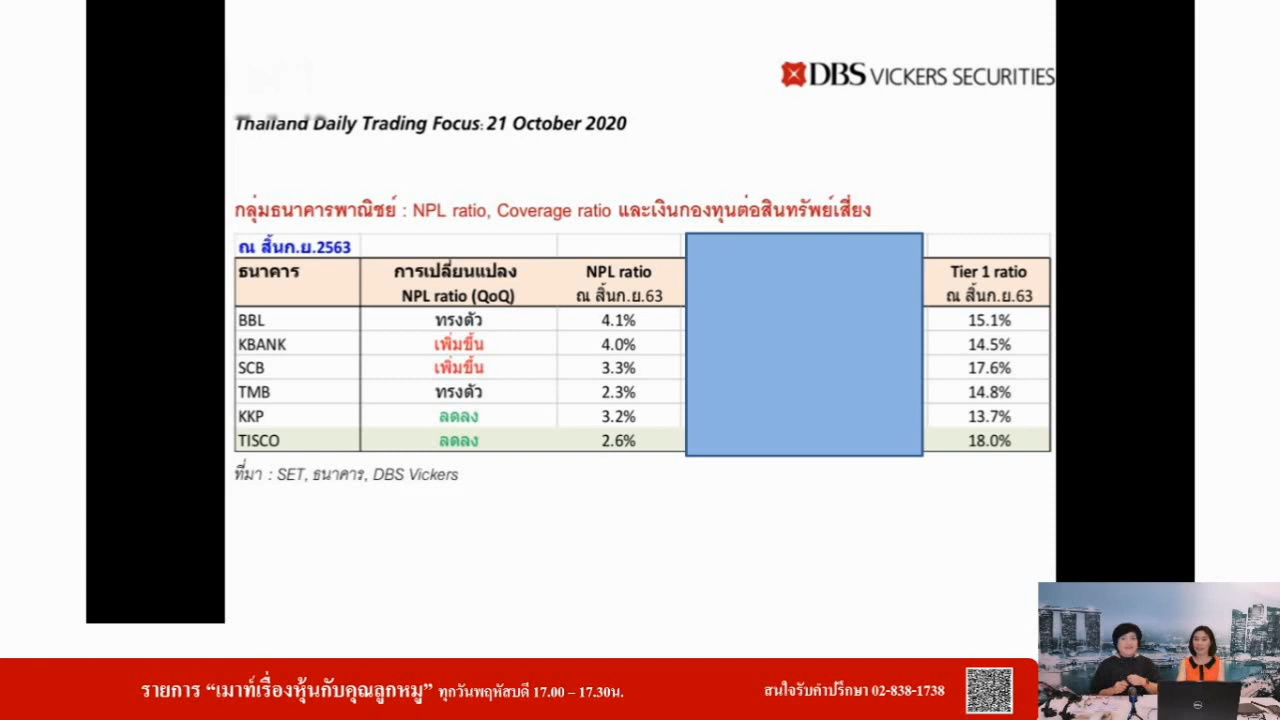 DBS VICKERS SECURITIES
Thailand Daily Trading Focus: 21 October 2020
กลุ่มธนาคารพาณิชย์ : NPL ratio, Coverage ratio และเงินกองทุนต่อสินทรัพย์เสี่ยง
ณ สิ้นก.ย.2563
ธนาคาร การเปลี่ยนแปลง NPL ratio Tier 1 ratio
NPL ratio (QoQ) ณ สิ้นก.ย.63 ณ สิ้นก.ย.63
BBL ทรงตัว 4.1% 15.1%
KBANK เพิ่มขึ้น 4.0% 14.5%
SCB เพิ่มขึ้น 3.3% 17.6%
TMB ทรงตัว 2.3% 14.8%
KKP ลดลง 3.2% 13.7%
TISCO ลดลง 2.6% 18.0%
ที่มา : SET, ธนาคาร, DBS Vickers
รายการ “เมาท์เรื่องหุ้นกับคุณลูกหมู” ทุกวันพฤหัสบดี 17.00 – 17.30น. สนใจรับคำปรึกษา 02-838-1738